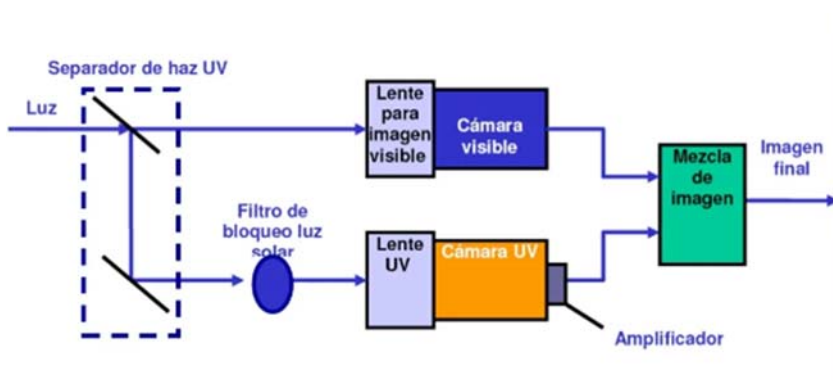 Separador de haz UV
Luz
Lente
para
imagen
visible
Cámara
visible
Mezcla
de
imagen
Imagen
final
Filtro de
bloqueo luz
solar
Lente
UV
Cámara UV
Amplificador